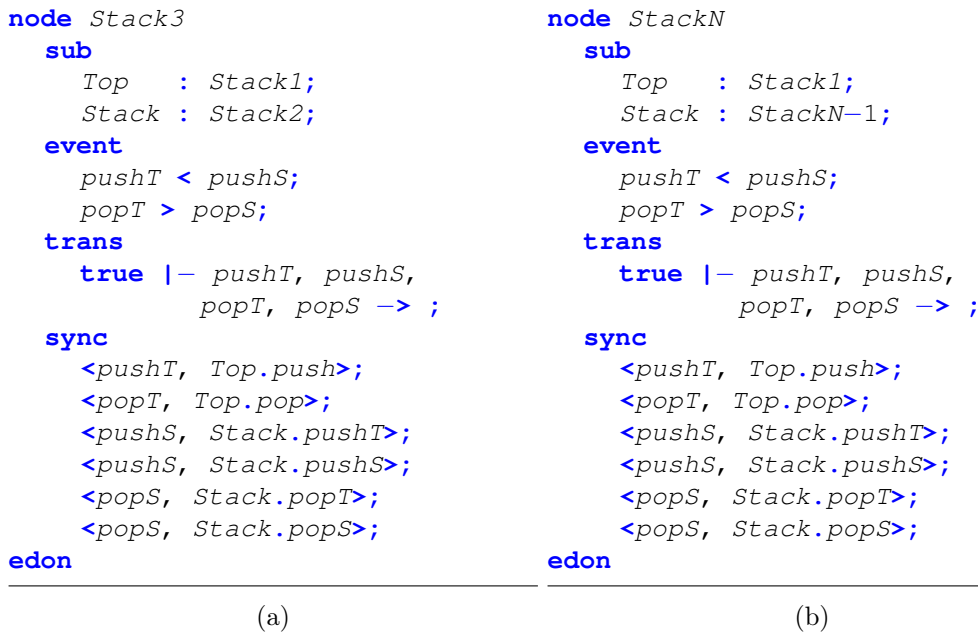 node Stack3
sub
Top : Stack1;
Stack : Stack2;
event
pushT < pushS;
popT > popS;
trans
true |− pushT, pushS,
popT, popS −> ;
sync
<pushT, Top.push>;
<popT, Top.pop>;
<pushS, Stack.pushT>;
<pushS, Stack.pushS>;
<popS, Stack.popT>;
<popS, Stack.popS>;
edon
(a)
node StackN
sub
Top : Stack1;
Stack : StackN−1;
event
pushT < pushS;
popT > popS;
trans
true |− pushT, pushS,
popT, popS −> ;
sync
<pushT, Top.push>;
<popT, Top.pop>;
<pushS, Stack.pushT>;
<pushS, Stack.pushS>;
<popS, Stack.popT>;
<popS, Stack.popS>;
edon
(b)